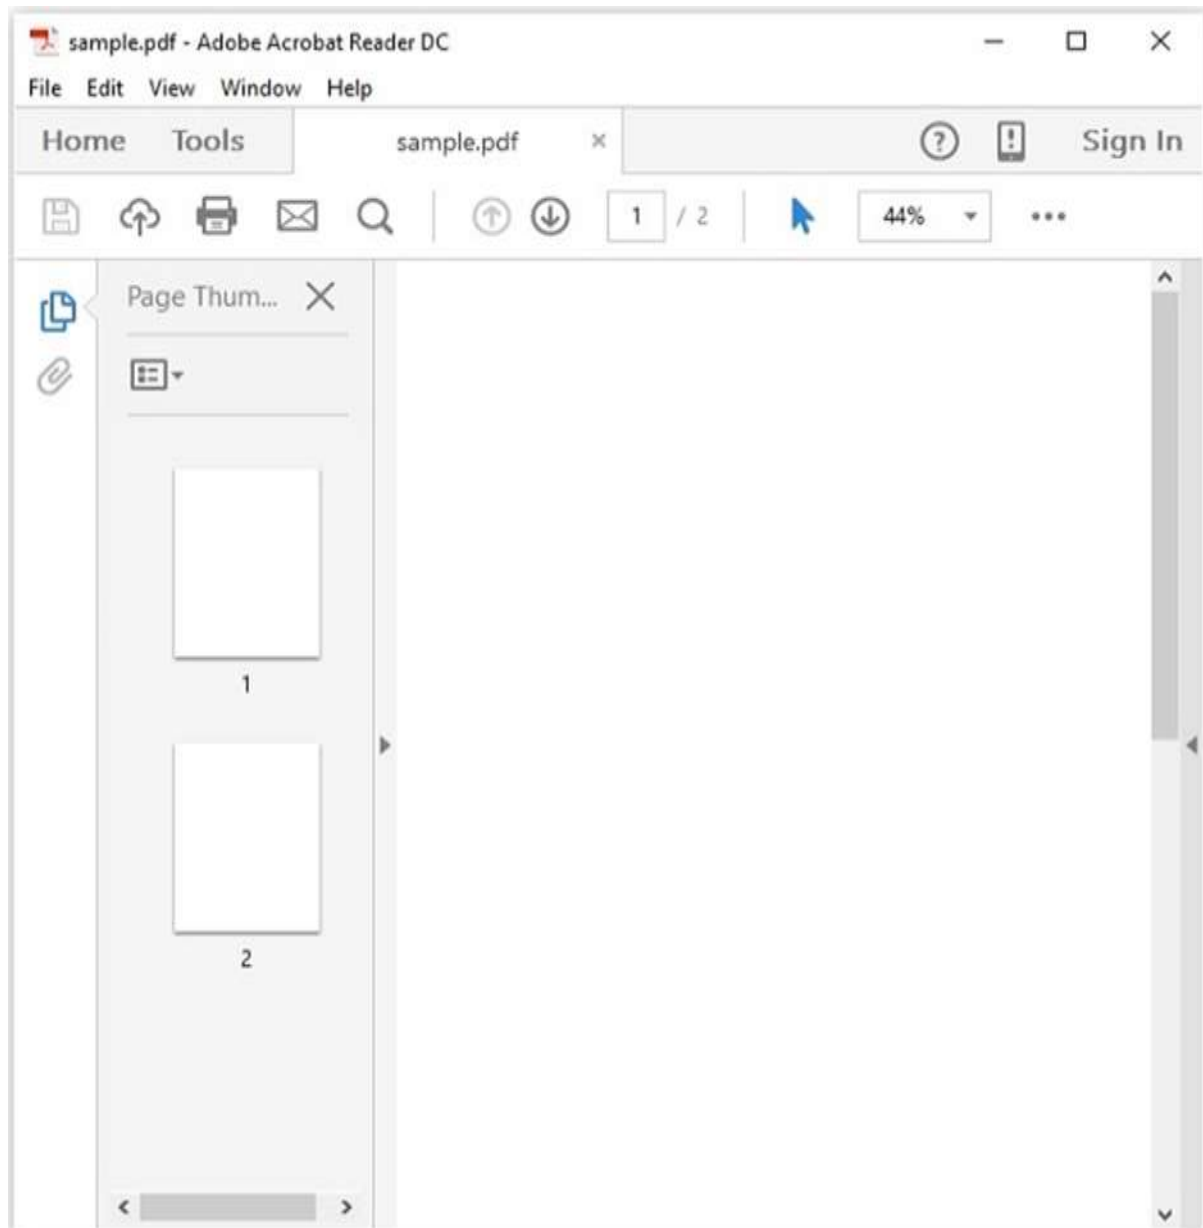 sample.pdf - Adobe Acrobat Reader DC
File Edit View Window Help
Home Tools sample.pdf × ? ! Sign In
1 / 2 44% •••
Page Thum...
1
2